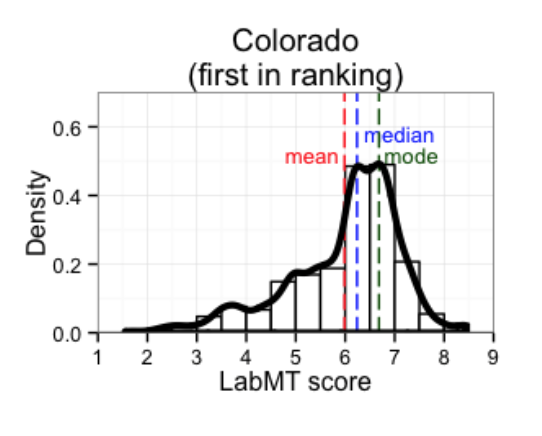 Colorado
(first in ranking)
median
mean
mode
Density
0.6
0.4
0.2
0.0
1 2 3 4 5 6 7 8 9
LabMT score